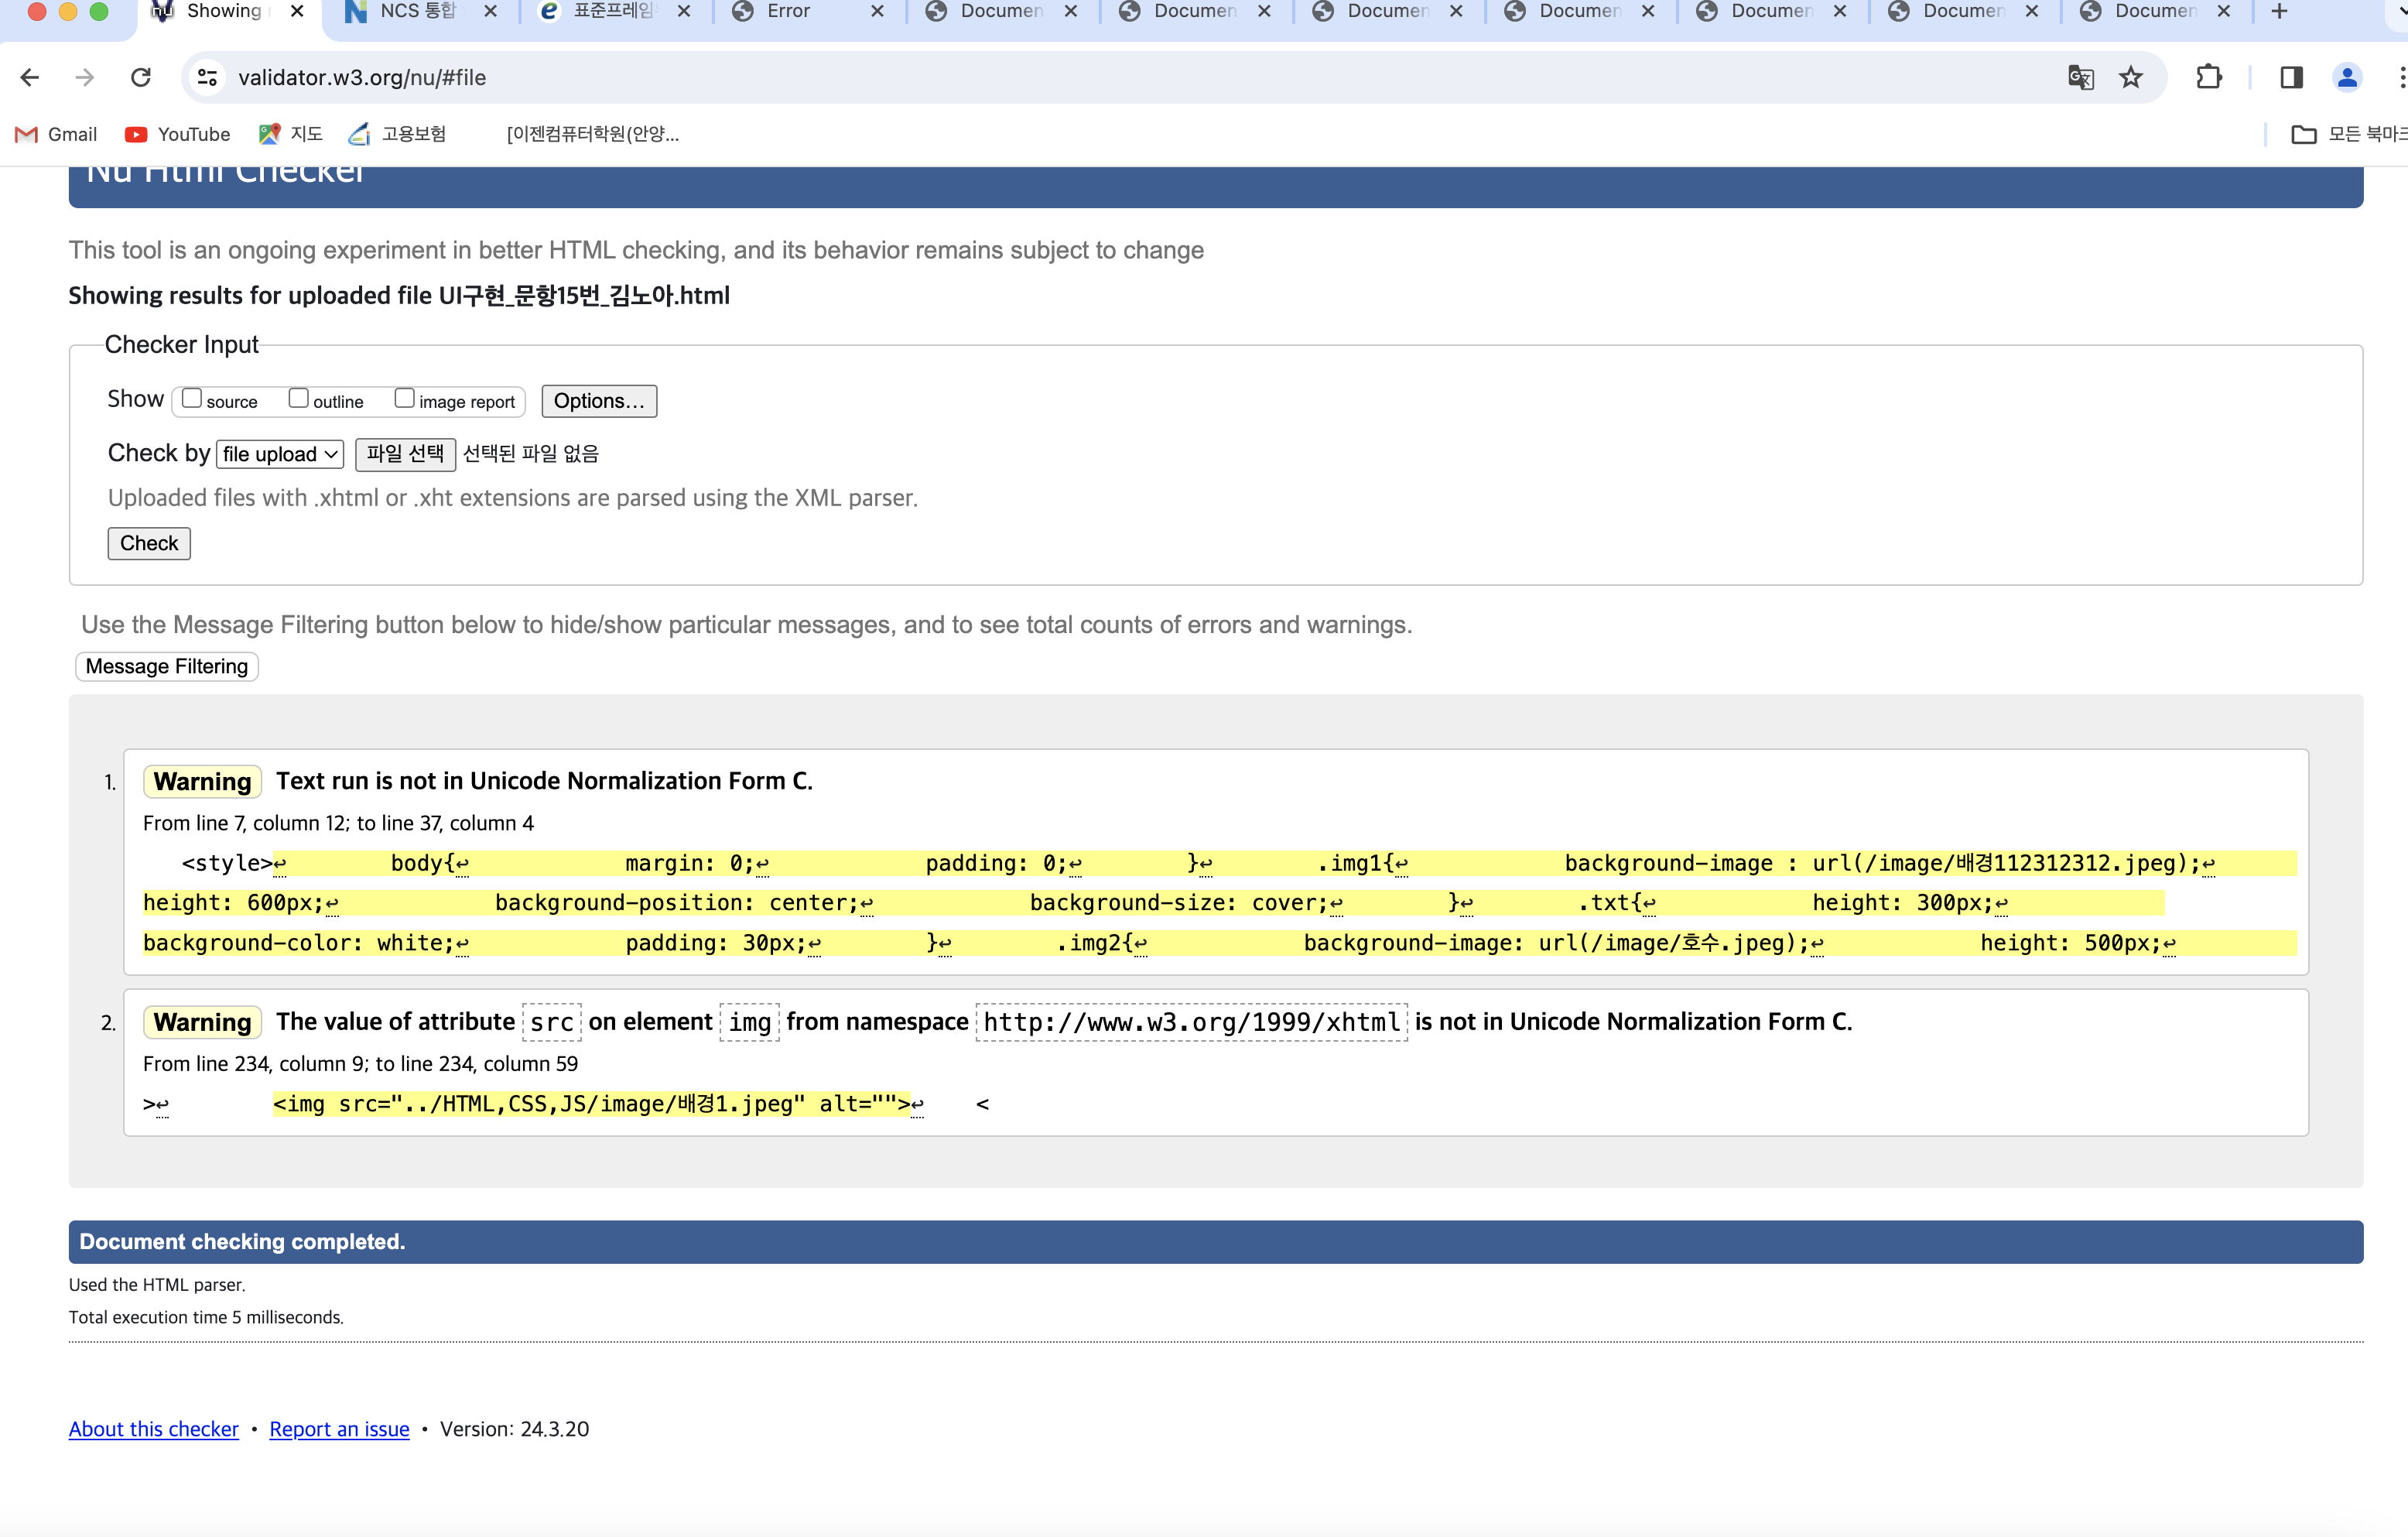 Showing
NCS 통합
표준프레임
Error
Documen
Documen
Documen
Documen
Documen
Documen
Documen
validator.w3.org/nu/#file
Gmail
YouTube
지도
고용보험
[이젠컴퓨터학원(안양...
모든 북마크
Nu Html Checker
This tool is an ongoing experiment in better HTML checking, and its behavior remains subject to change
Showing results for uploaded file UI구현_문항15번_김노아.html
Checker Input
Show source outline image report Options...
Check by file upload 파일 선택 선택된 파일 없음
Uploaded files with .xhtml or .xht extensions are parsed using the XML parser.
Check
Use the Message Filtering button below to hide/show particular messages, and to see total counts of errors and warnings.
Message Filtering
1. Warning Text run is not in Unicode Normalization Form C.
From line 7, column 12; to line 37, column 4
<style>↩ body{↩ margin: 0;↩ padding: 0;↩ }↩ .img1{↩ background-image : url(/image/배경112312312.jpeg);↩
height: 600px;↩ background-position: center;↩ background-size: cover;↩ }↩ .txt{↩ height: 300px;↩
background-color: white;↩ padding: 30px;↩ }↩ .img2{↩ background-image: url(/image/호수.jpeg);↩ height: 500px;↩
2. Warning The value of attribute src on element img from namespace http://www.w3.org/1999/xhtml is not in Unicode Normalization Form C.
From line 234, column 9; to line 234, column 59
>↩ <img src="../HTML,CSS,JS/image/배경1.jpeg" alt="">↩ <
Document checking completed.
Used the HTML parser.
Total execution time 5 milliseconds.
About this checker • Report an issue • Version: 24.3.20